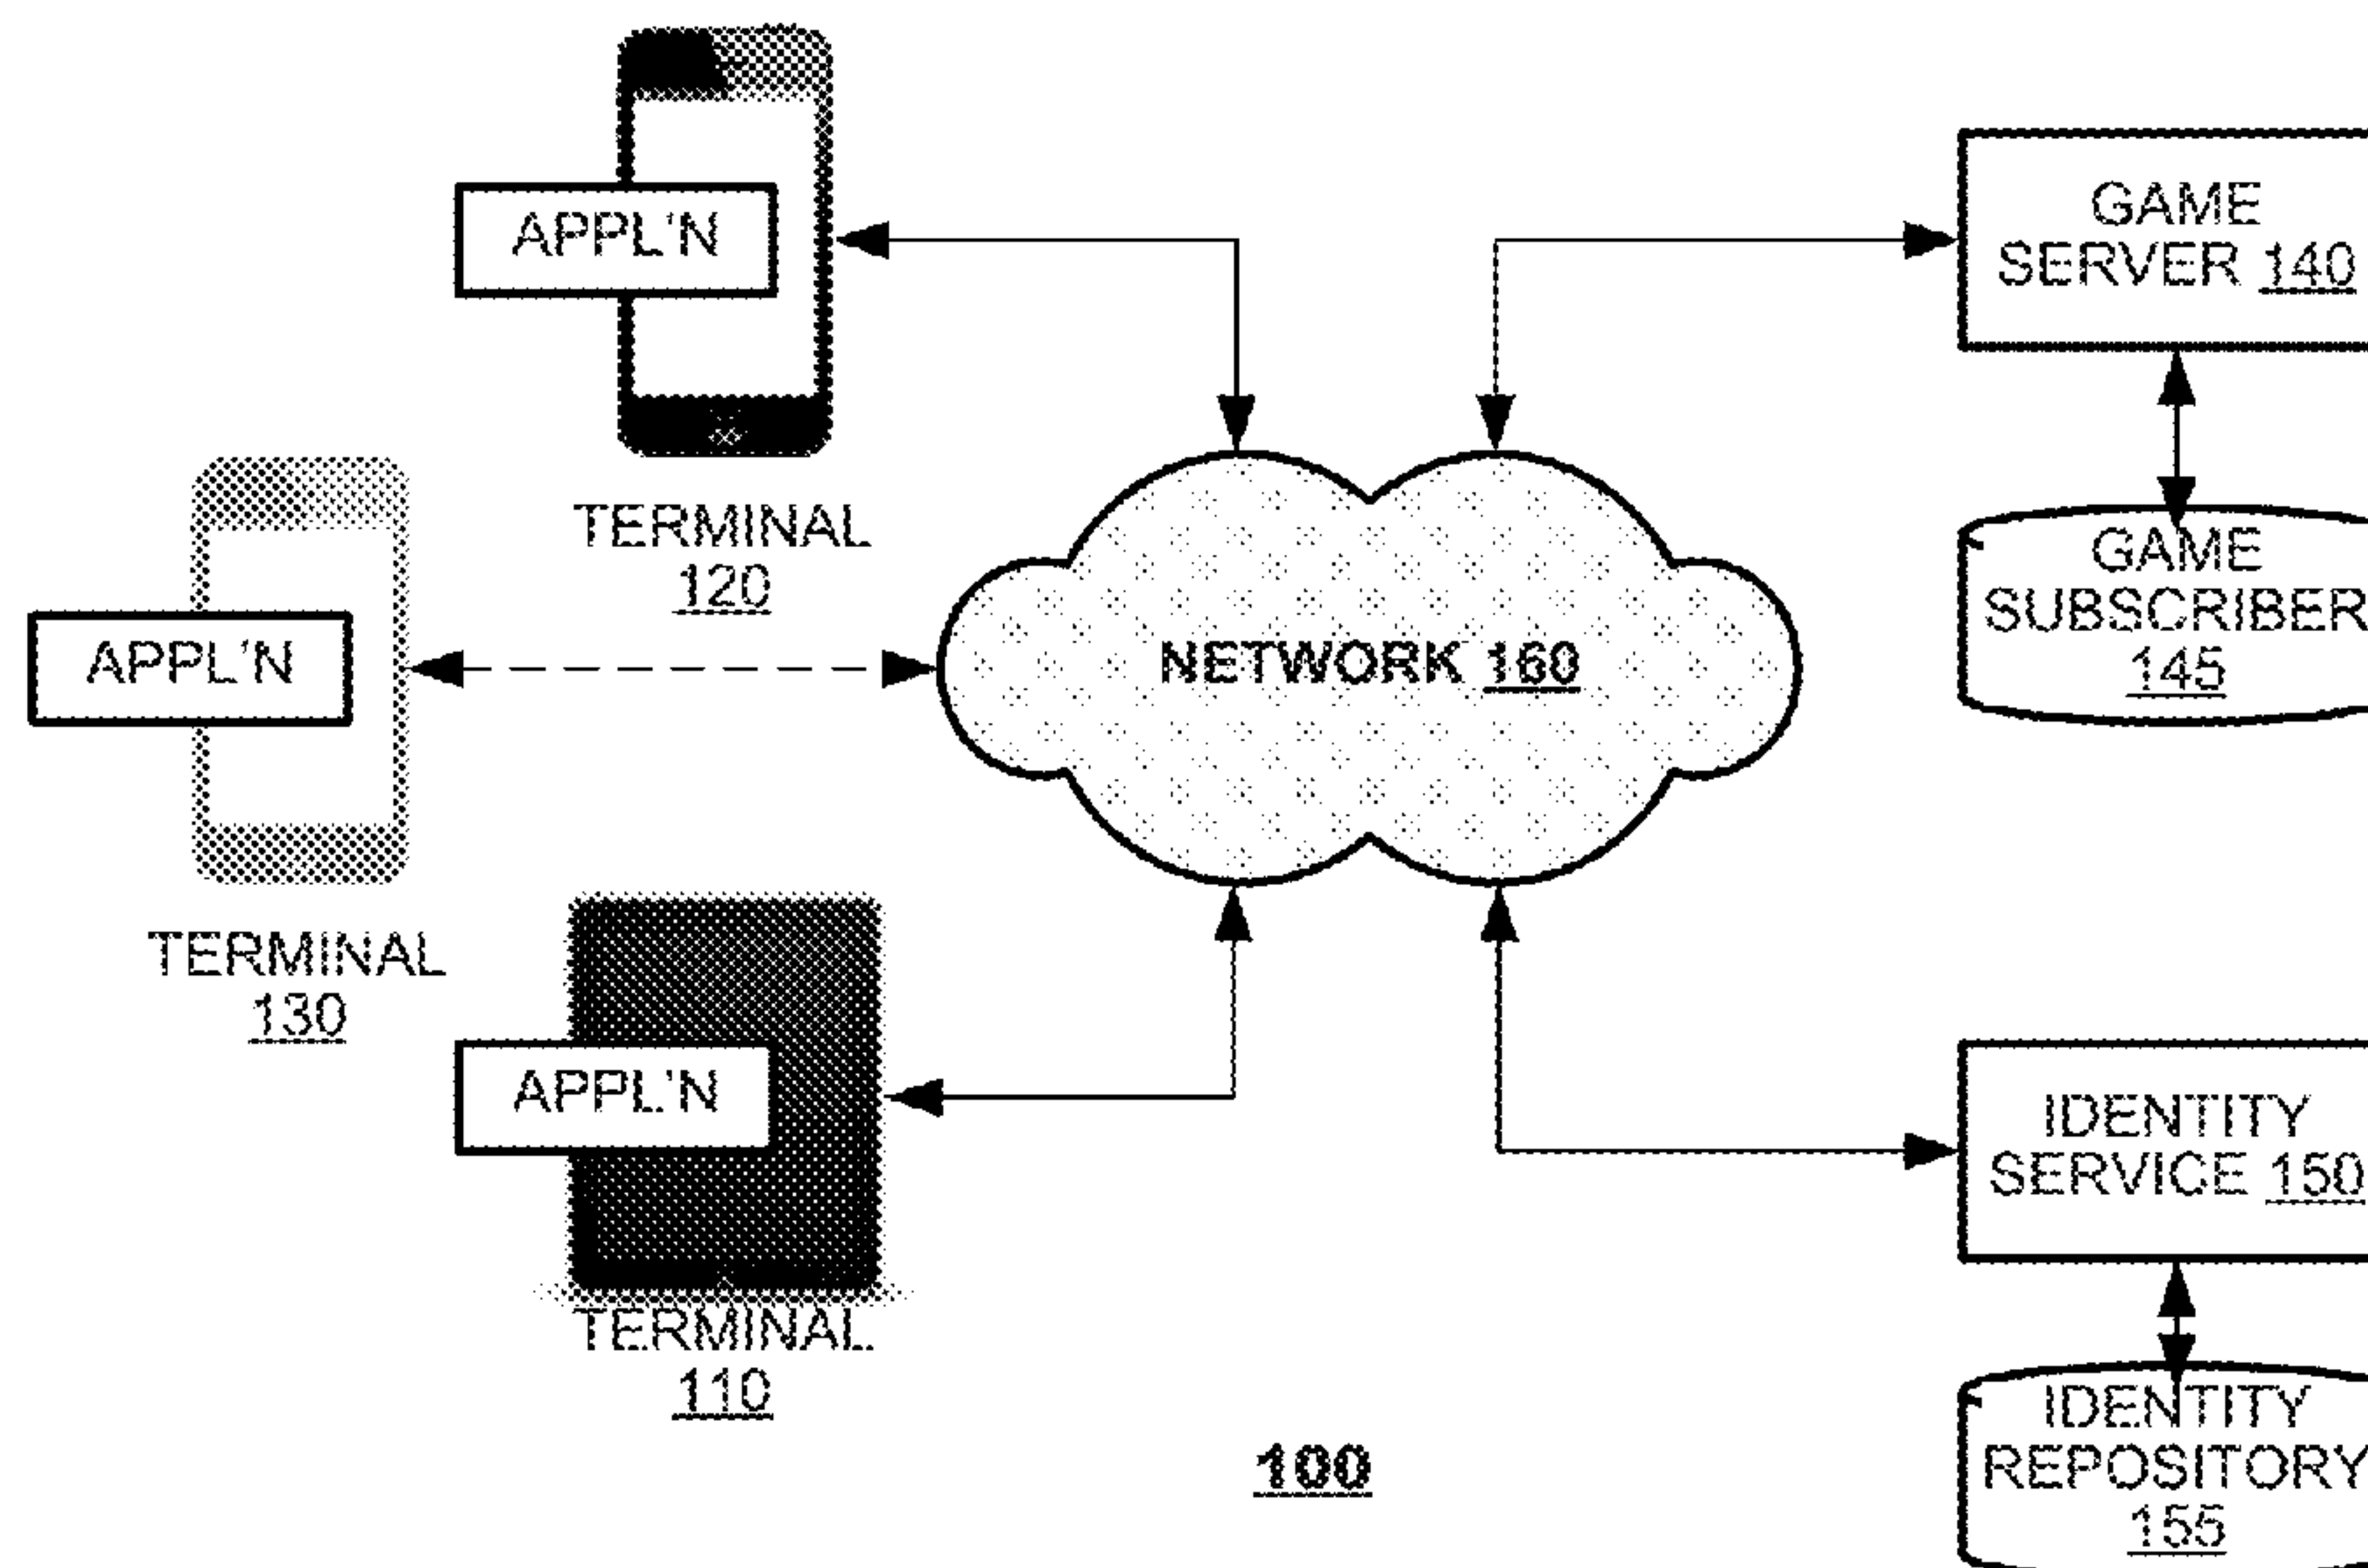 APPL'N
TERMINAL
120
APPL'N
TERMINAL
130
APPL'N
TERMINAL
110
NETWORK 160
GAME
SERVER 140
GAME
SUBSCRIBER
145
IDENTITY
SERVICE 150
IDENTITY
REPOSITORY
155
100